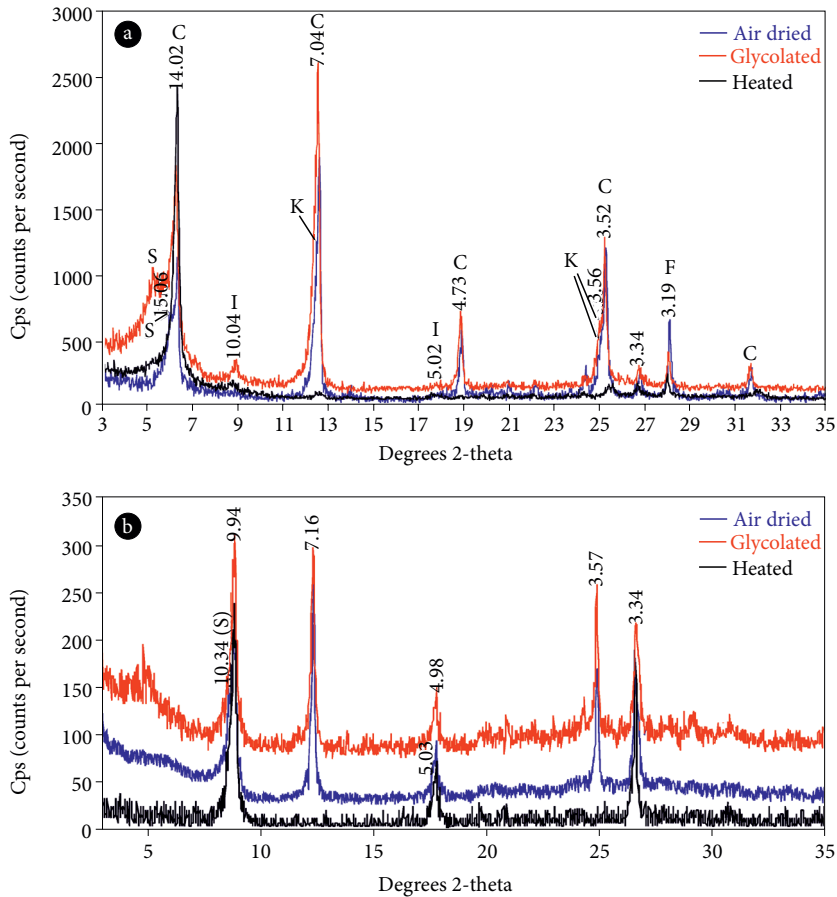 a
3000
2500
2000
1500
1000
500
0
Cps (counts per second)
3 5 7 9 11 13 15 17 19 21 23 25 27 29 31 33 35
Degrees 2-theta
Air dried
Glycolated
Heated
S
S
15.06
14.02 C
I
10.04
K
7.04 C
I
5.02
4.73 C
K
3.56
C
3.52
3.34
F
3.19
C
b
350
300
250
200
150
100
50
0
Cps (counts per second)
5 10 15 20 25 30 35
Degrees 2-theta
Air dried
Glycolated
Heated
10.34 (S)
9.94
7.16
5.03
4.98
3.57
3.34